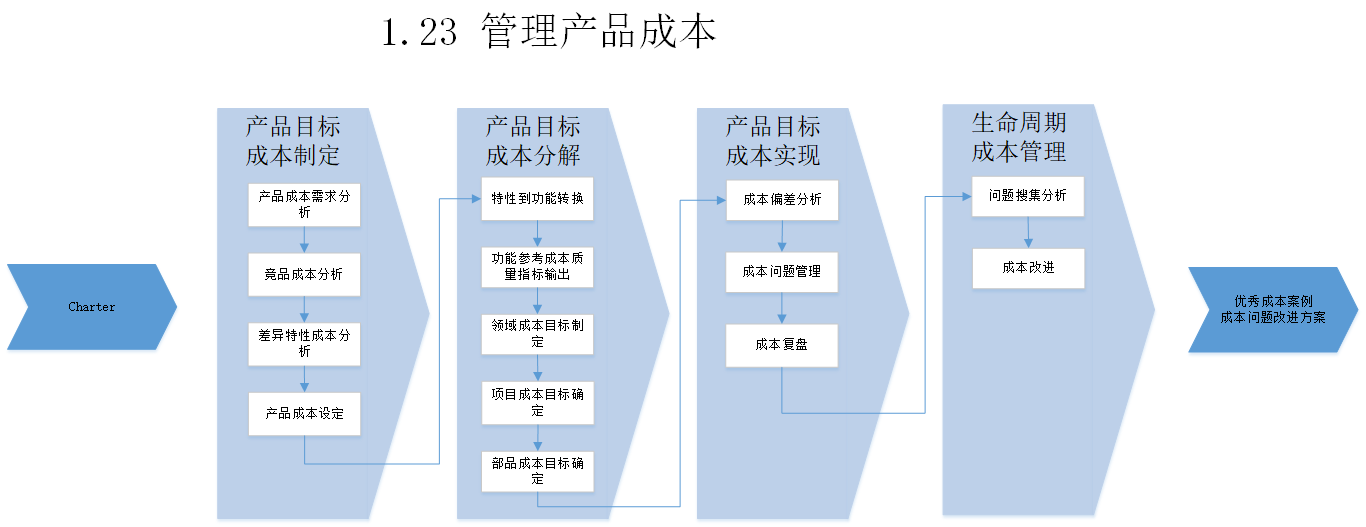 1.23 管理产品成本
Charter
产品目标
成本制定
产品成本需求分
析
竞品成本分析
差异特性成本分
析
产品成本设定
产品目标
成本分解
特性到功能转换
功能参考成本质
量指标输出
领域成本目标制
定
项目成本目标确
定
部品成本目标确
定
产品目标
成本实现
成本偏差分析
成本问题管理
成本复盘
生命周期
成本管理
问题搜集分析
成本改进
优秀成本案例
成本问题改进方案